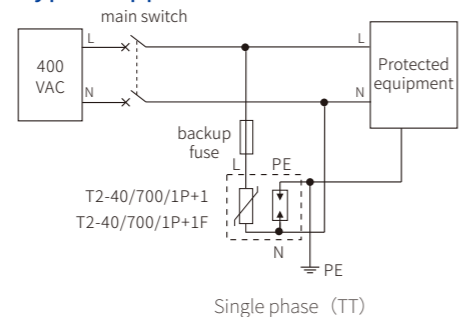 main switch
L
L
400
VAC
Protected
equipment
N
N
backup
fuse
L
PE
T2-40/700/1P+1
T2-40/700/1P+1F
N
PE
Single phase（TT）